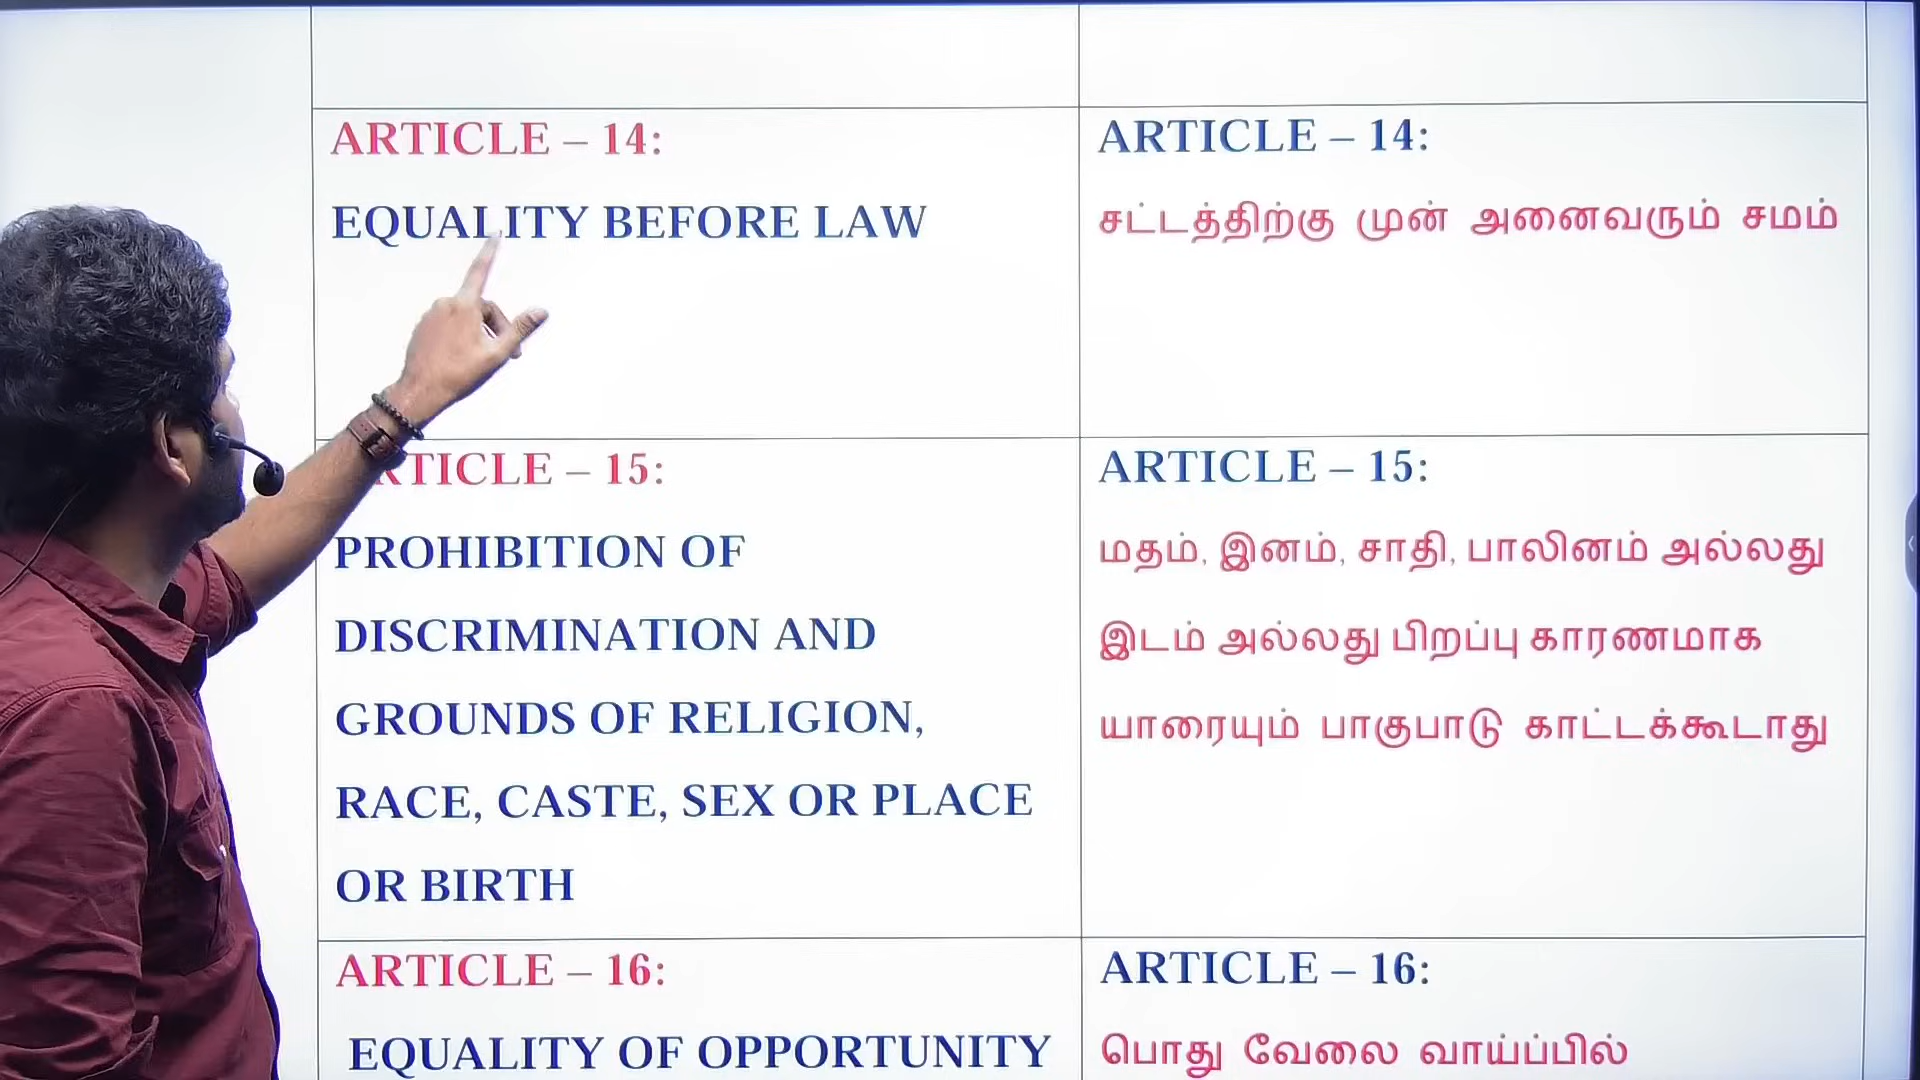 ARTICLE – 14:
EQUALITY BEFORE LAW
ARTICLE – 14:
சட்டத்திற்கு முன் அனைவரும் சமம்
ARTICLE – 15:
PROHIBITION OF
DISCRIMINATION AND
GROUNDS OF RELIGION,
RACE, CASTE, SEX OR PLACE
OR BIRTH
ARTICLE – 15:
மதம், இனம், சாதி, பாலினம் அல்லது
இடம் அல்லது பிறப்பு காரணமாக
யாரையும் பாகுபாடு காட்டக்கூடாது
ARTICLE – 16:
EQUALITY OF OPPORTUNITY
ARTICLE – 16:
பொது வேலை வாய்ப்பில்